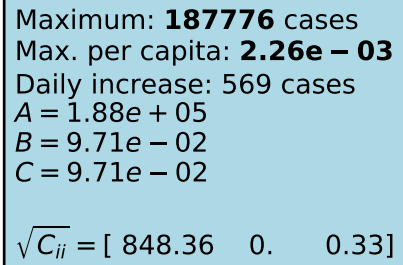 Maximum: 187776 cases
Max. per capita: 2.26e − 03
Daily increase: 569 cases
A = 1.88e + 05
B = 9.71e − 02
C = 9.71e − 02
√Cᵢᵢ = [ 848.36 0. 0.33]